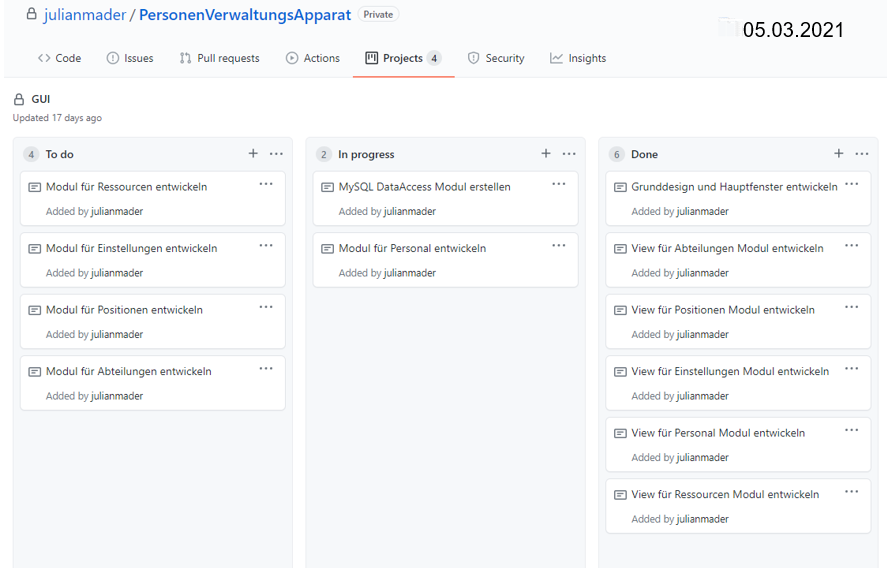 julianmader / PersonenVerwaltungsApparat Private
05.03.2021
Code Issues Pull requests Actions Projects 4 Security Insights
GUI
Updated 17 days ago
4 To do
Modul für Ressourcen entwickeln
Added by julianmader
Modul für Einstellungen entwickeln
Added by julianmader
Modul für Positionen entwickeln
Added by julianmader
Modul für Abteilungen entwickeln
Added by julianmader
2 In progress
MySQL DataAccess Modul erstellen
Added by julianmader
Modul für Personal entwickeln
Added by julianmader
6 Done
Grunddesign und Hauptfenster entwickeln
Added by julianmader
View für Abteilungen Modul entwickeln
Added by julianmader
View für Positionen Modul entwickeln
Added by julianmader
View für Einstellungen Modul entwickeln
Added by julianmader
View für Personal Modul entwickeln
Added by julianmader
View für Ressourcen Modul entwickeln
Added by julianmader